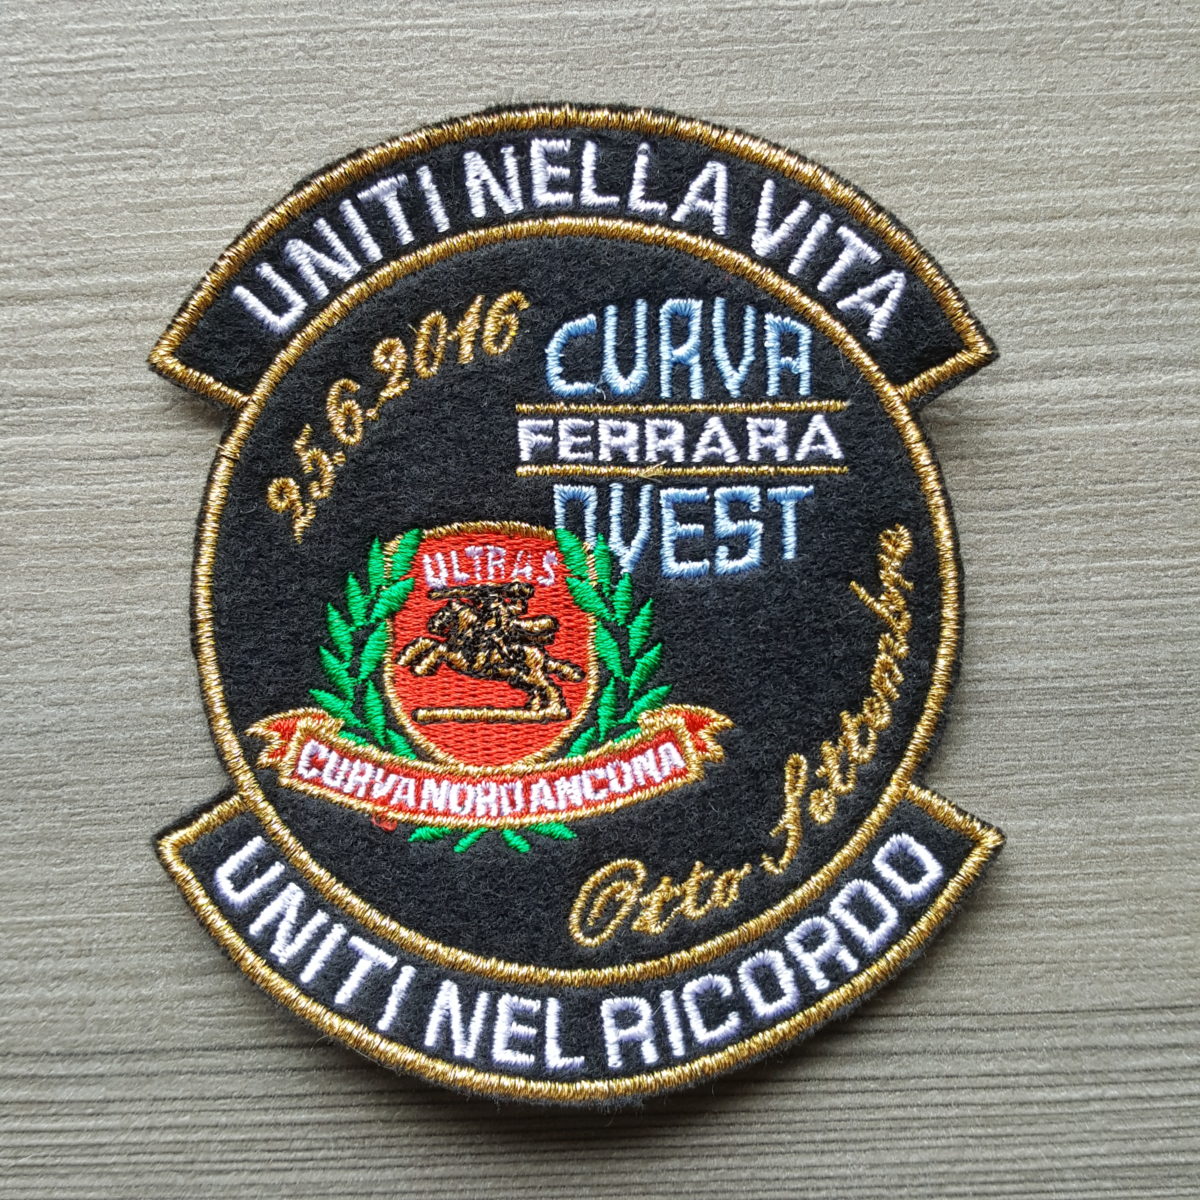 UNITI NELLA VITA
25.6.2016
CURVA
FERRARA
OVEST
ULTRAS
CURVA NORD ANCONA
Otto Settembre
UNITI NEL RICORDO